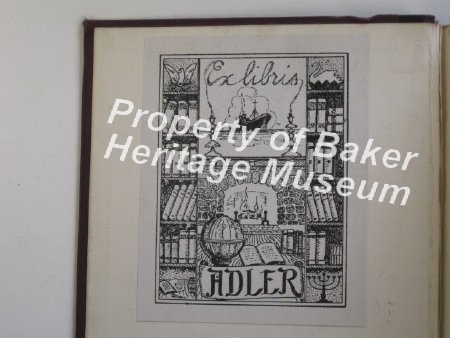 Ex libris
Property of Baker
Heritage Museum
ADLER